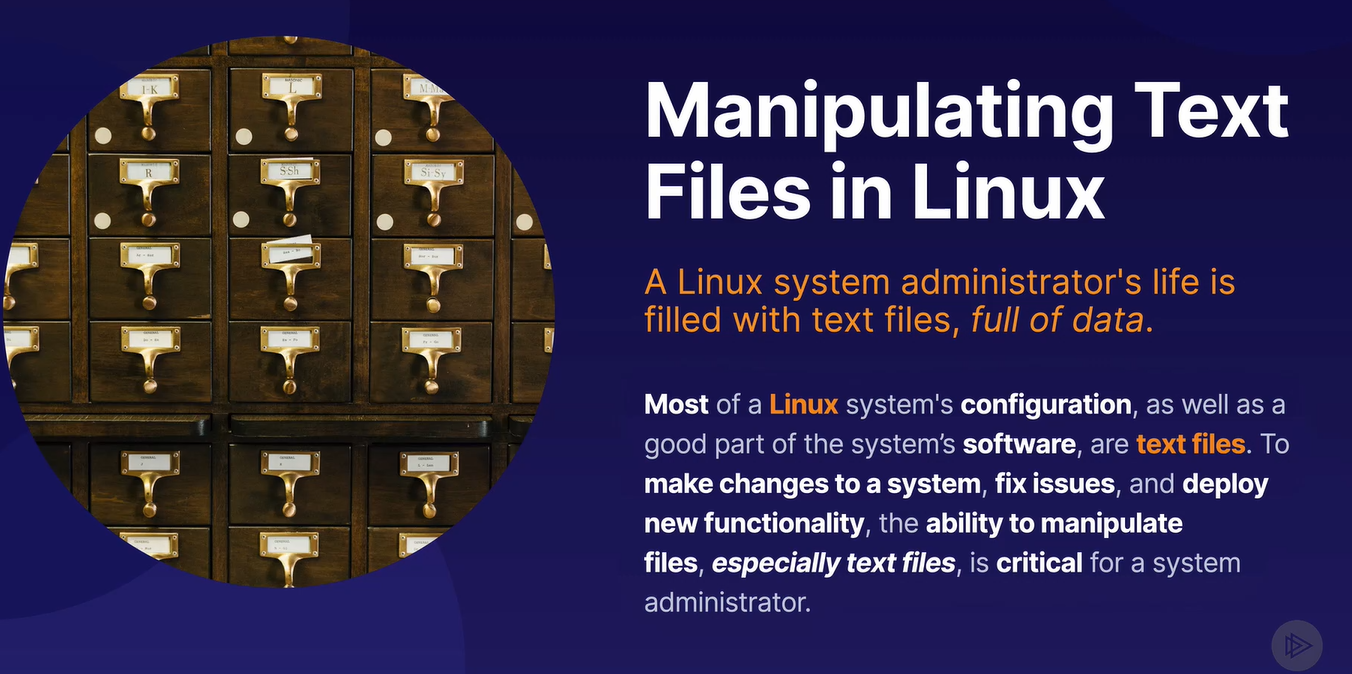 I-K
L
R
S-Sh
Si-Sy
Manipulating Text
Files in Linux
A Linux system administrator's life is
filled with text files, full of data.
Most of a Linux system's configuration, as well as a
good part of the system’s software, are text files. To
make changes to a system, fix issues, and deploy
new functionality, the ability to manipulate
files, especially text files, is critical for a system
administrator.